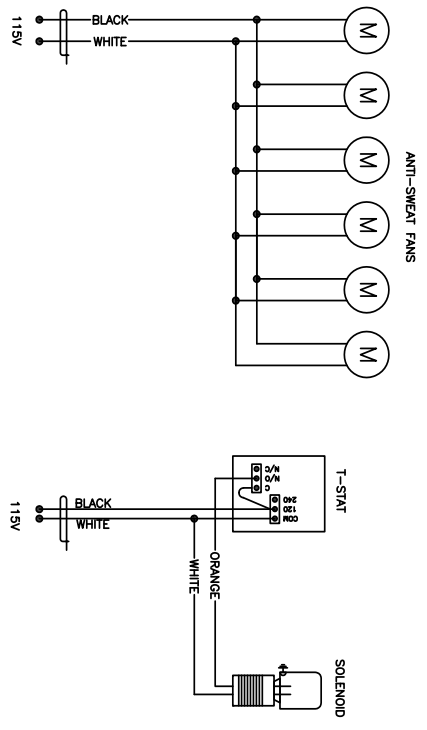 BLACK
WHITE
115V
M
M
M
M
M
M
ANTI-SWEAT FANS
T-STAT
N/C
N/O
C
240
120
COM
BLACK
WHITE
115V
ORANGE
WHITE
SOLENOID